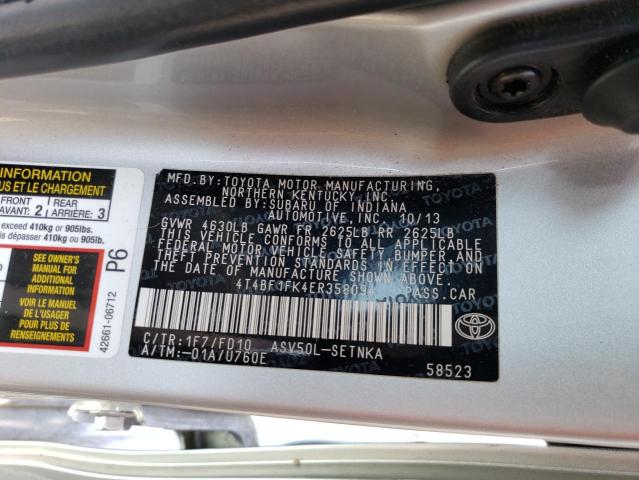 INFORMATION
US ET LE CHARGEMENT
FRONT
AVANT: 2
REAR
ARRIÈRE: 3
exceed 410kg or 905lbs.
dépasser 410kg ou 905lb.
SEE OWNER'S
MANUAL FOR
ADDITIONAL
INFORMATION
VOIR LE MANUEL
DE L'USAGER
POUR PLUS DE
RENSEIGNEMENTS
42661-06712
P6
MFD. BY: TOYOTA MOTOR MANUFACTURING,
NORTHERN KENTUCKY, INC.
ASSEMBLED BY: SUBARU OF INDIANA
AUTOMOTIVE, INC. 10/13
GVWR 4630LB GAWR FR 2625LB RR 2625LB
THIS VEHICLE CONFORMS TO ALL APPLICABLE
FEDERAL MOTOR VEHICLE SAFETY, BUMPER, AND
THEFT PREVENTION STANDARDS IN EFFECT ON
THE DATE OF MANUFACTURE SHOWN ABOVE.
4T4BF1FK4ER358094 PASS.CAR
C/TR: 1F7/FD10 ASV50L-SETNKA
A/TM: -01A/U760E
TOYOTA
58523